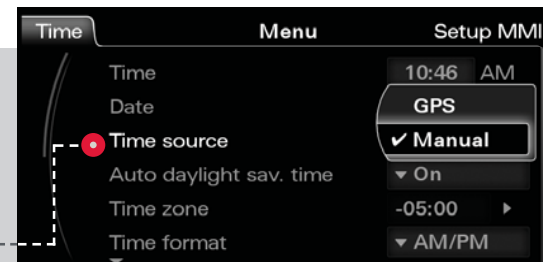 Time Menu Setup MMI
Time 10:46 AM
Date GPS
Time source ✔ Manual
Auto daylight sav. time ▼ On
Time zone -05:00 ▶
Time format ▼ AM/PM